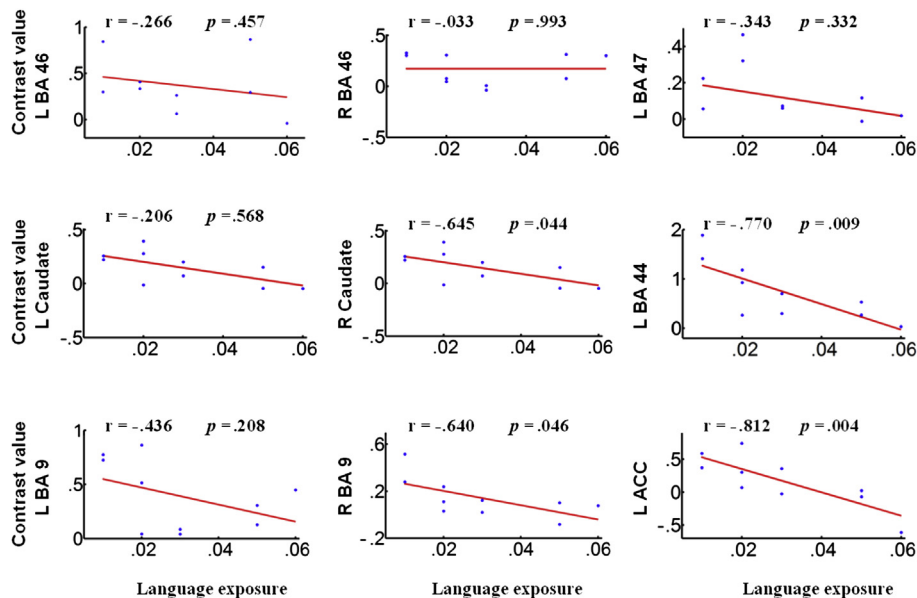 r = -.266 p = .457
Contrast value
L BA 46
1
.5
0
.02 .04 .06
r = -.033 p = .993
R BA 46
.5
0
-.5
.02 .04 .06
r = -.343 p = .332
L BA 47
.4
.2
0
.02 .04 .06
r = -.206 p = .568
Contrast value
L Caudate
.5
0
-.5
.02 .04 .06
r = -.645 p = .044
R Caudate
.5
0
-.5
.02 .04 .06
r = -.770 p = .009
L BA 44
2
1
0
.02 .04 .06
r = -.436 p = .208
Contrast value
L BA 9
1
.5
0
.02 .04 .06
Language exposure
r = -.640 p = .046
R BA 9
.6
.2
-.2
.02 .04 .06
Language exposure
r = -.812 p = .004
L ACC
.5
0
-.5
.02 .04 .06
Language exposure